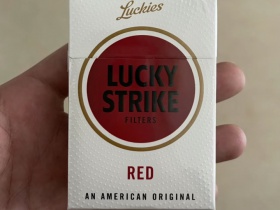 Luckies
LUCKY
STRIKE
FILTERS
RED
AN AMERICAN ORIGINAL